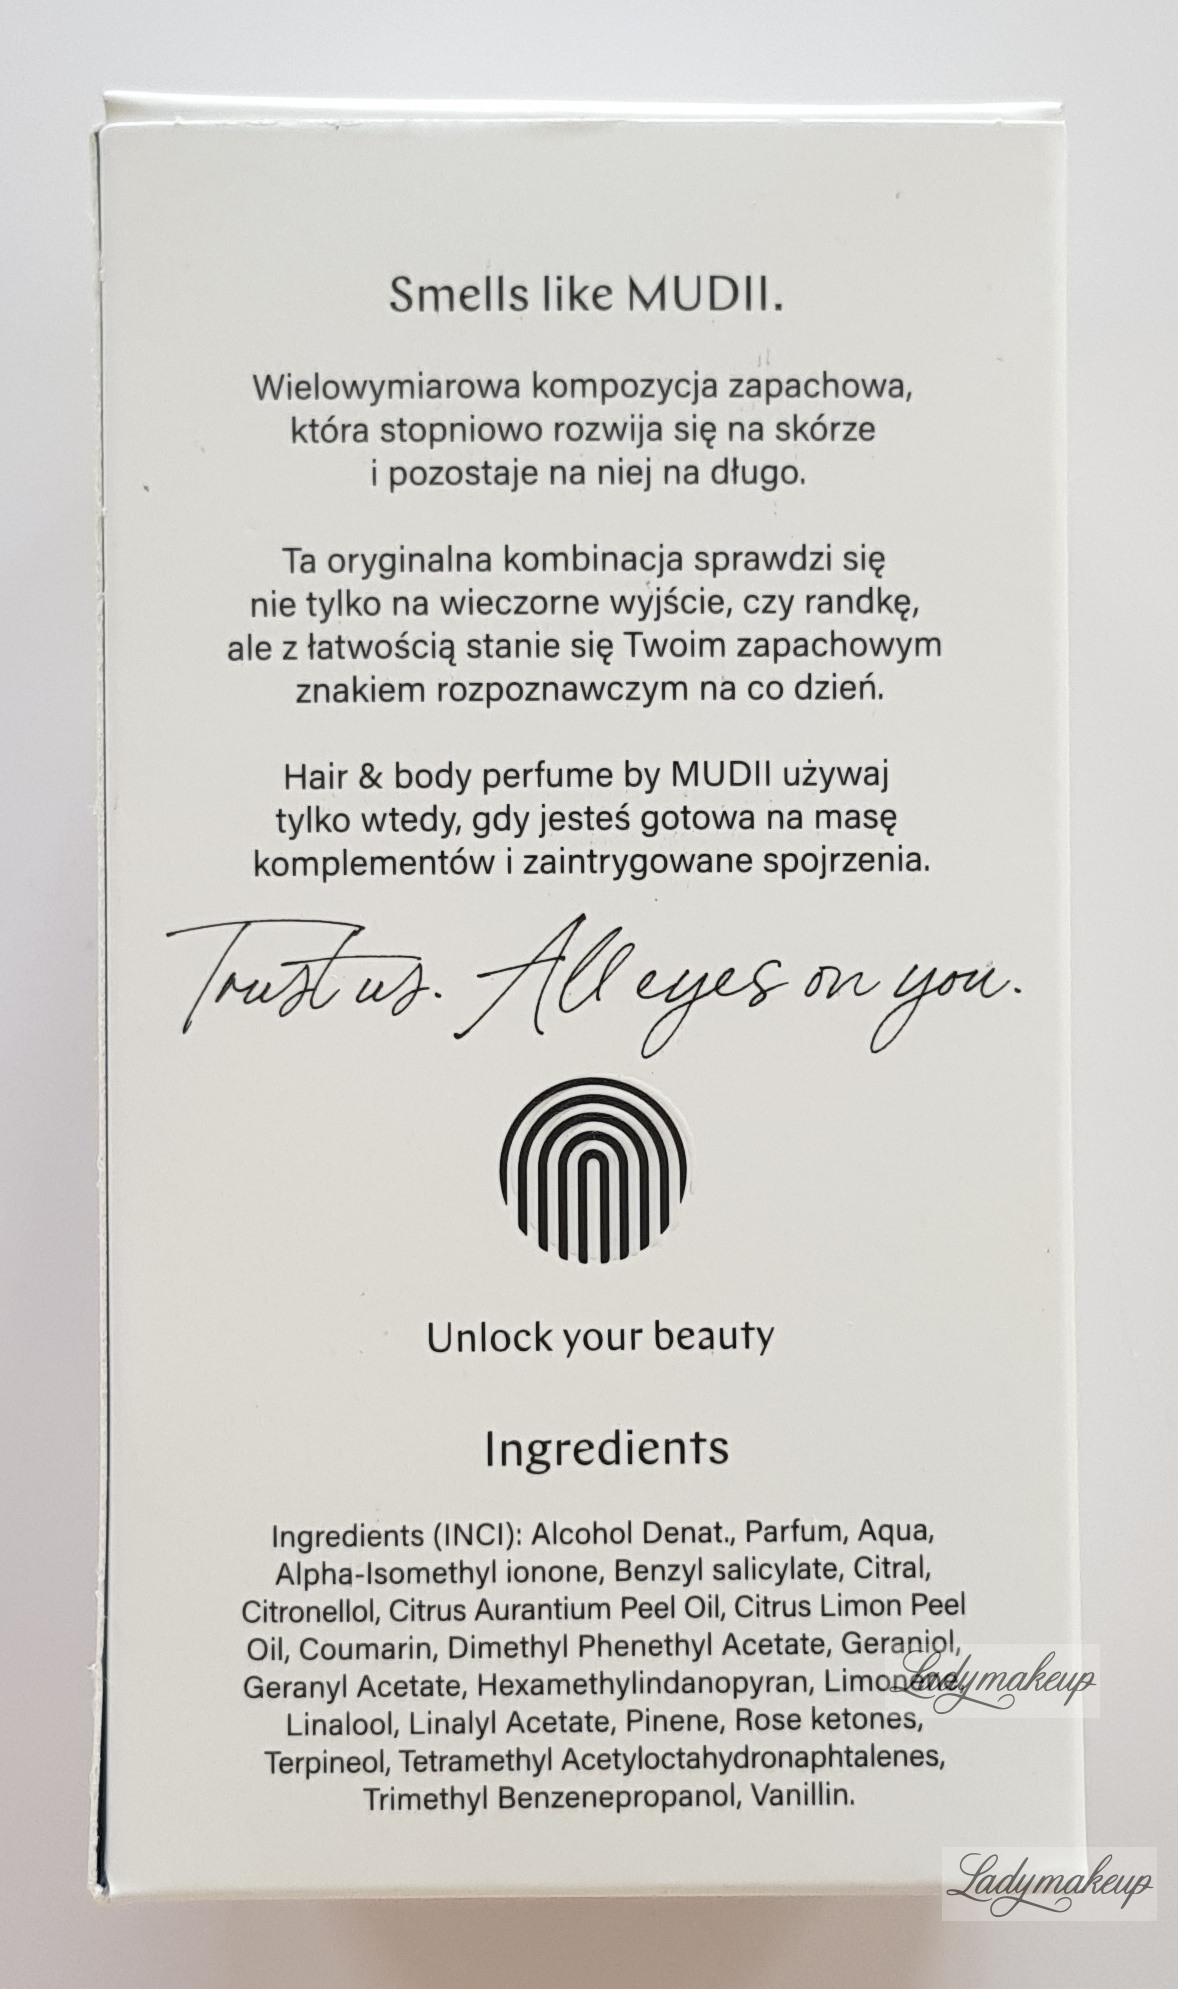 Smells like MUDII.
Wielowymiarowa kompozycja zapachowa,
która stopniowo rozwija się na skórze
i pozostaje na niej na długo.
Ta oryginalna kombinacja sprawdzi się
nie tylko na wieczorne wyjście, czy randkę,
ale z łatwością stanie się Twoim zapachowym
znakiem rozpoznawczym na co dzień.
Hair & body perfume by MUDII używaj
tylko wtedy, gdy jesteś gotowa na masę
komplementów i zaintrygowane spojrzenia.
Trust us. All eyes on you.
Unlock your beauty
Ingredients
Ingredients (INCI): Alcohol Denat., Parfum, Aqua,
Alpha-Isomethyl ionone, Benzyl salicylate, Citral,
Citronellol, Citrus Aurantium Peel Oil, Citrus Limon Peel
Oil, Coumarin, Dimethyl Phenethyl Acetate, Geraniol,
Geranyl Acetate, Hexamethylindanopyran, Limonene,
Ladymakeup
Linalool, Linalyl Acetate, Pinene, Rose ketones,
Terpineol, Tetramethyl Acetyloctahydronaphtalenes,
Trimethyl Benzenepropanol, Vanillin.
Ladymakeup